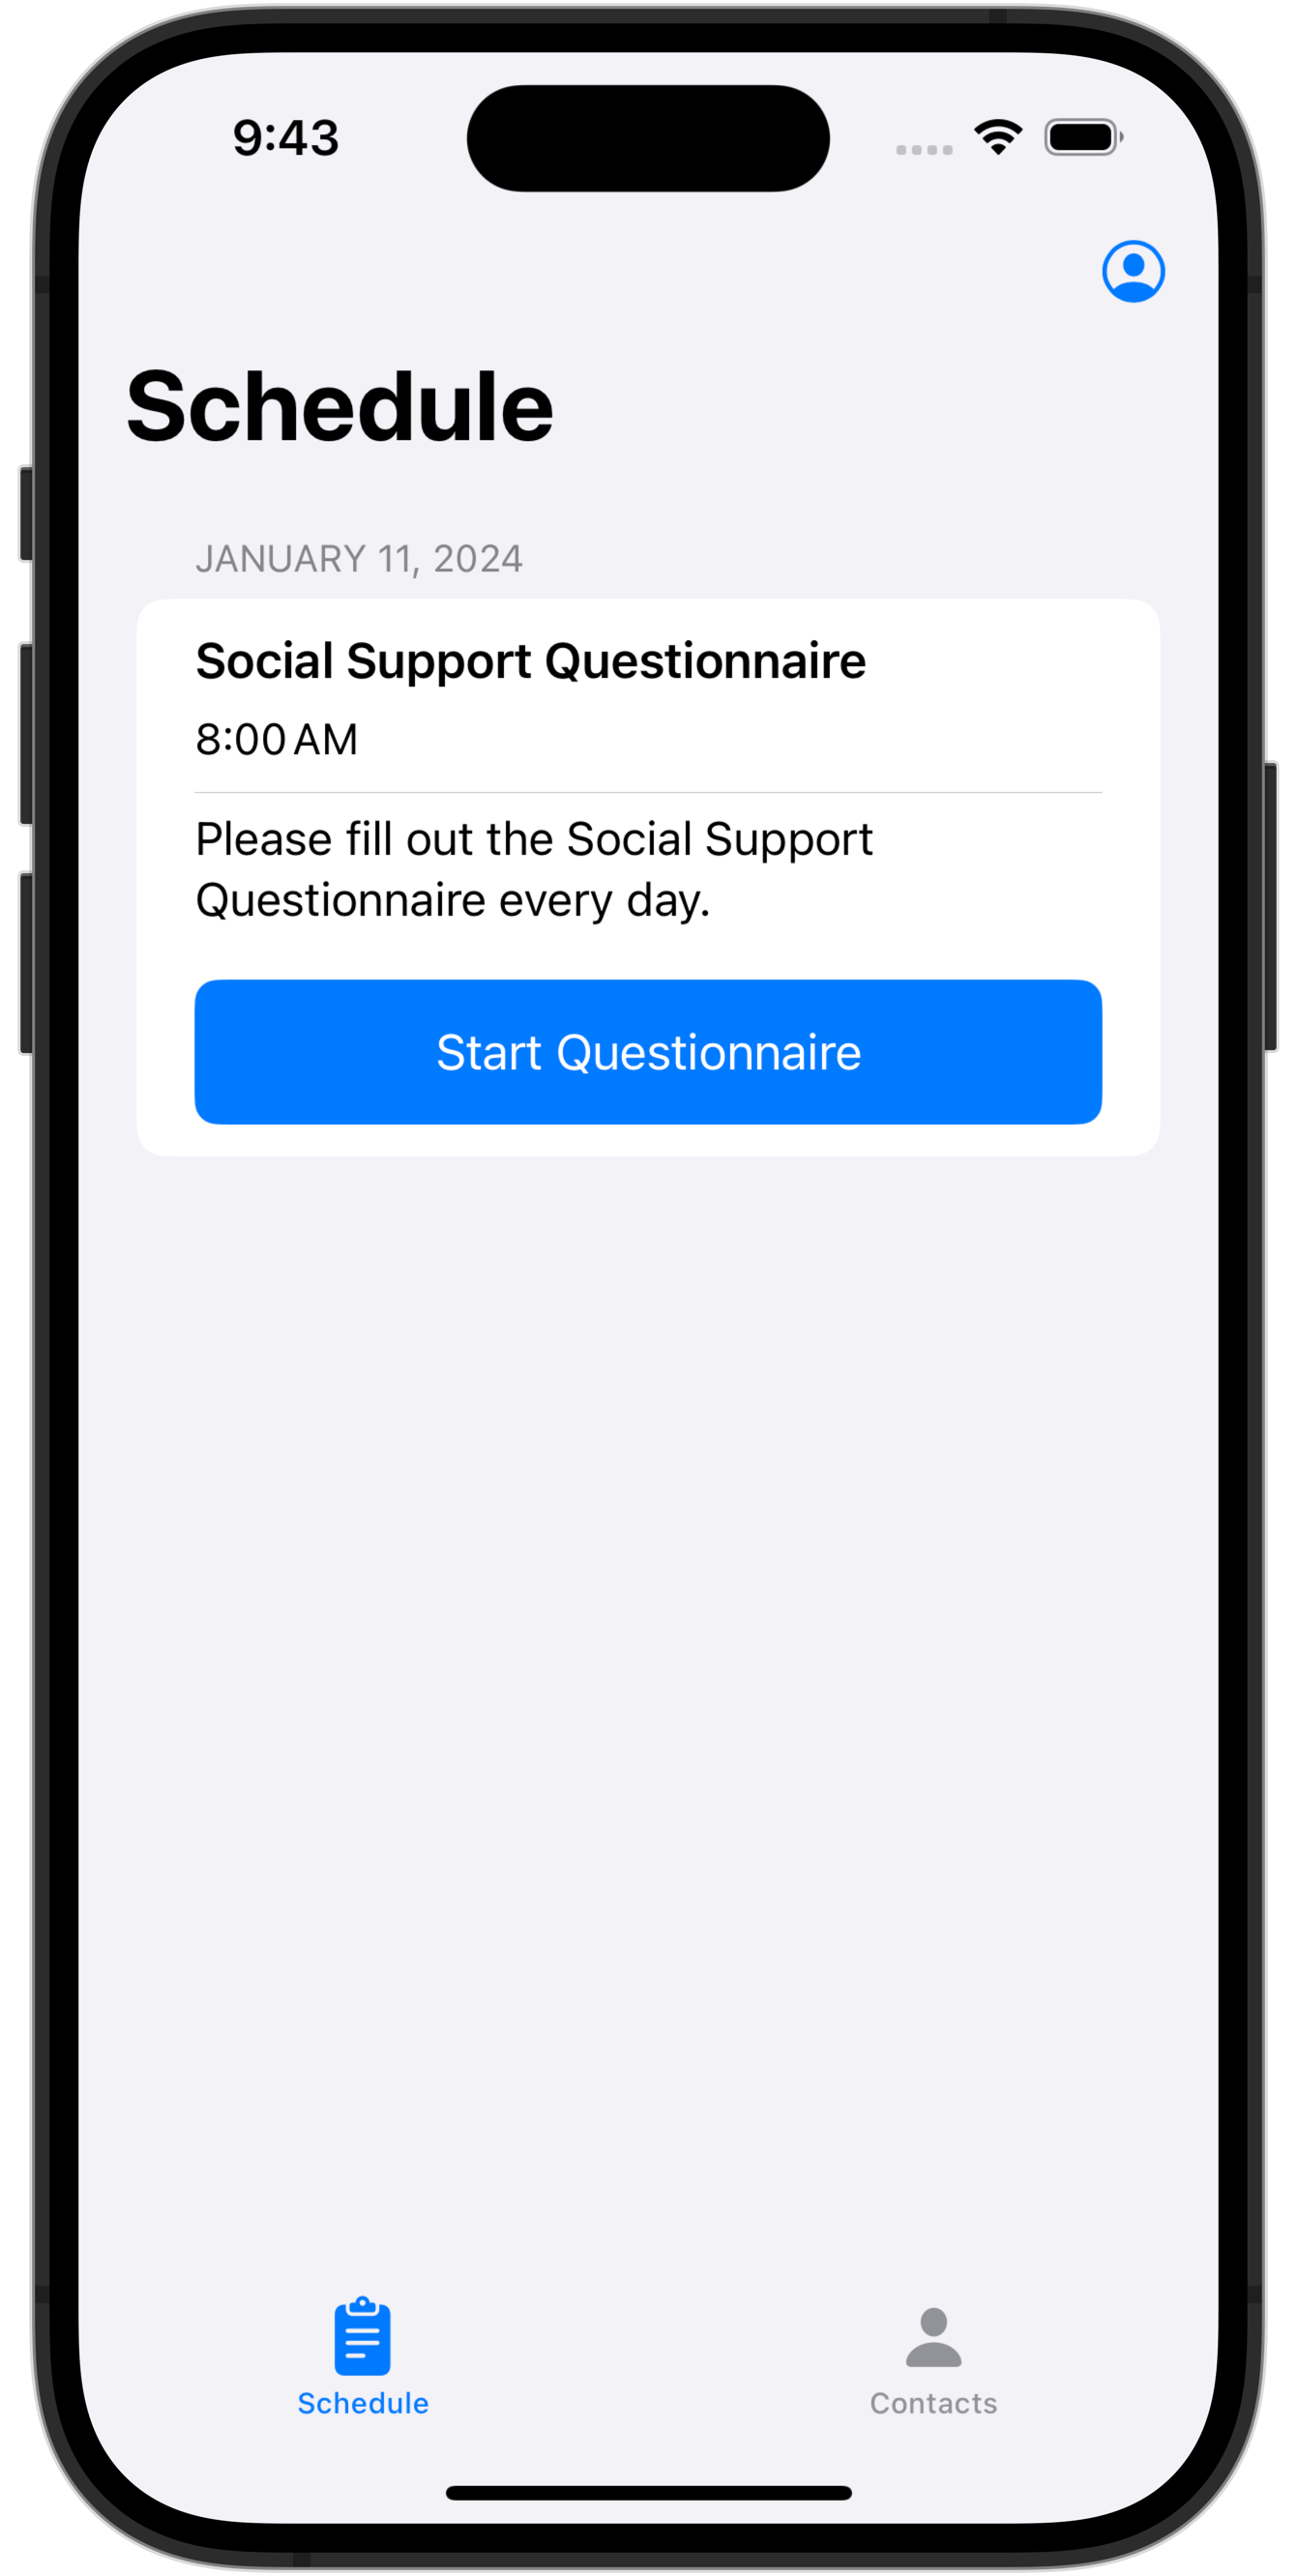 9:43
Schedule
JANUARY 11, 2024
Social Support Questionnaire
8:00 AM
Please fill out the Social Support
Questionnaire every day.
Start Questionnaire
Schedule
Contacts